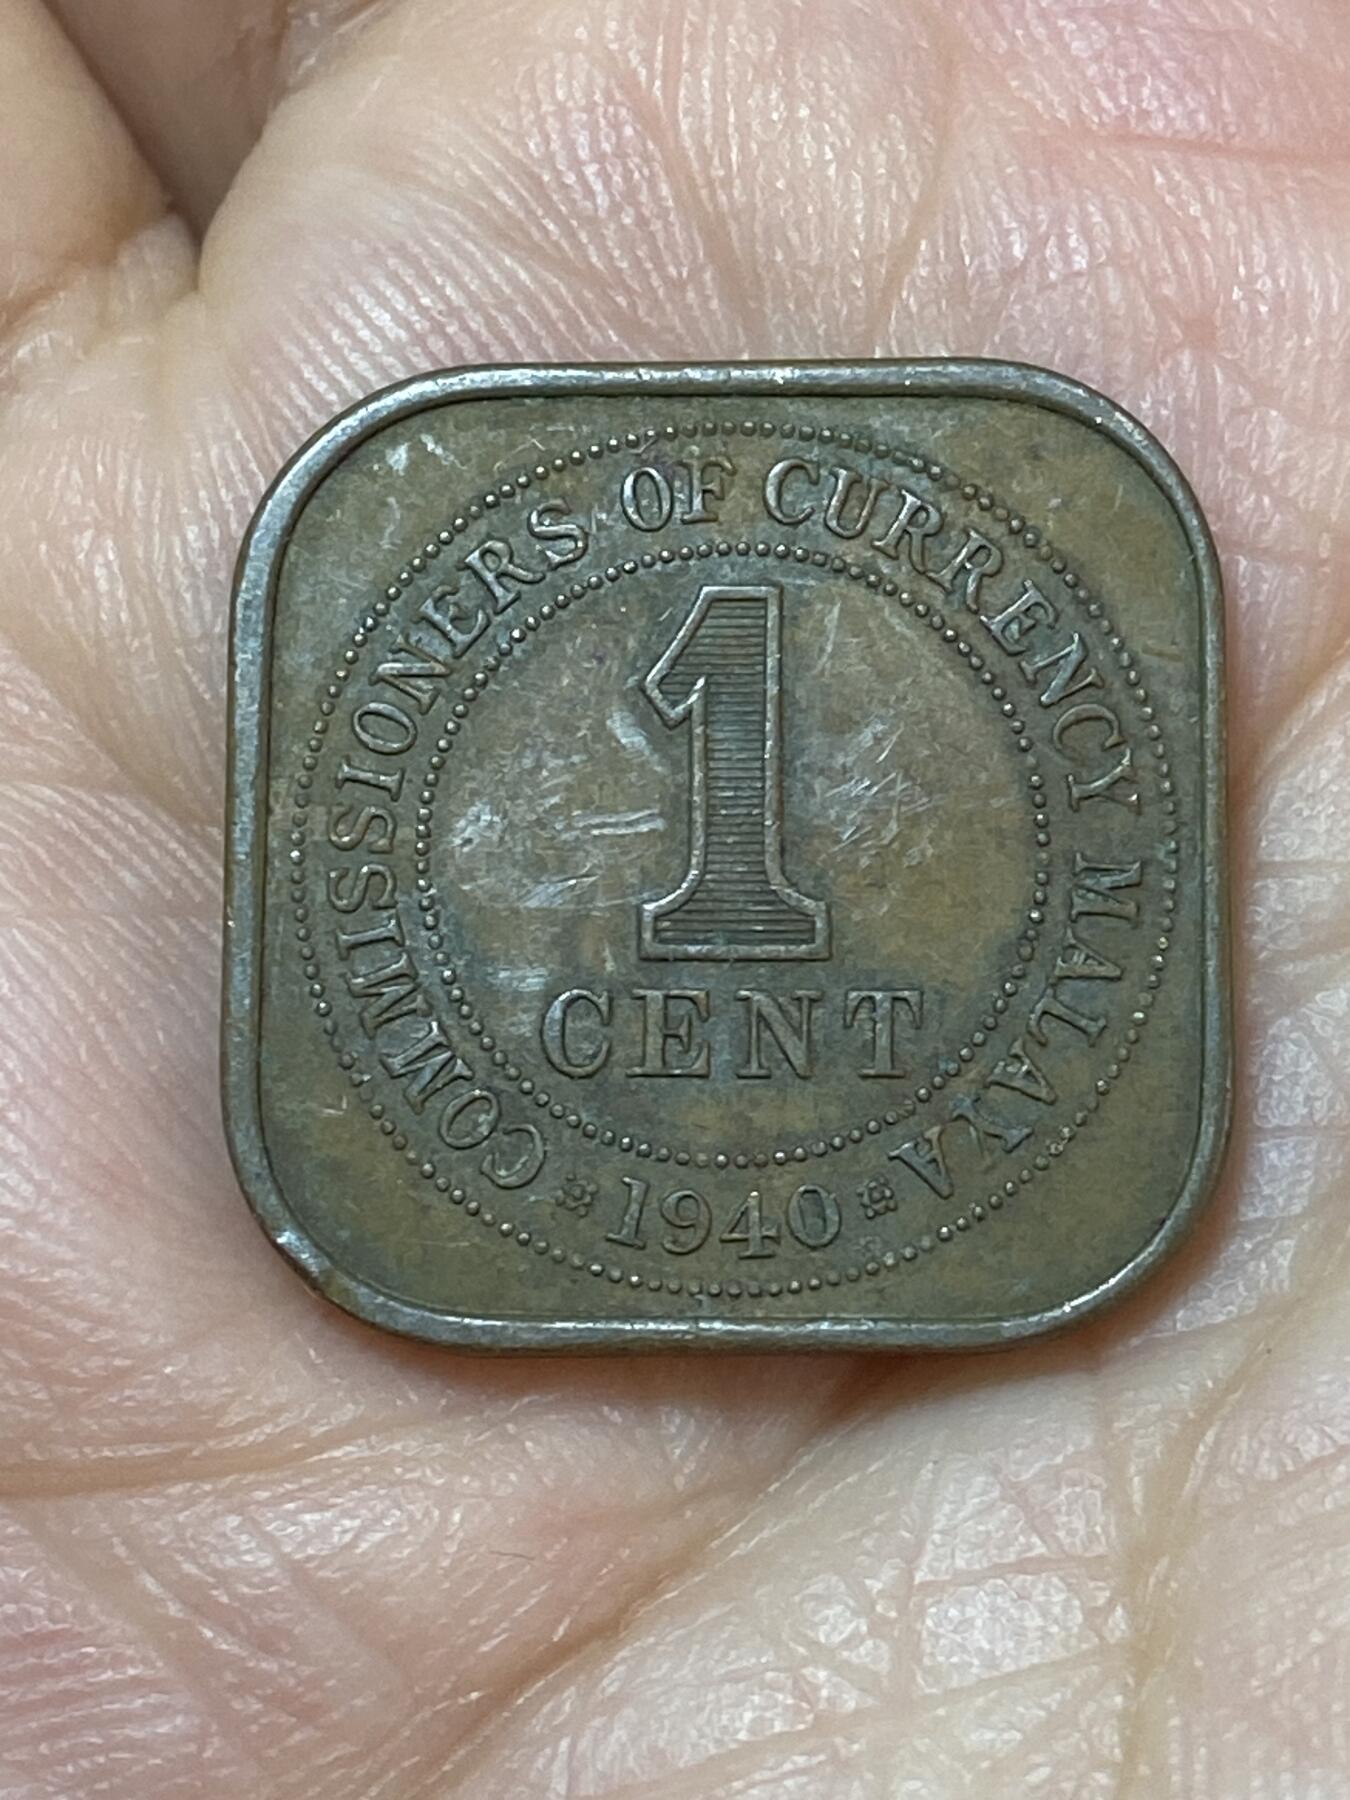 COMMISSIONERS OF CURRENCY MALAYA
1
CENT
1940